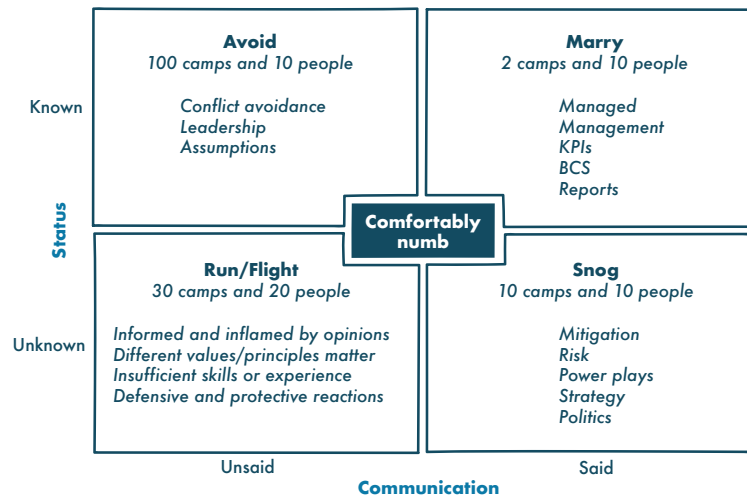 Avoid
100 camps and 10 people
Conflict avoidance
Leadership
Assumptions
Marry
2 camps and 10 people
Managed
Management
KPIs
BCS
Reports
Known
Status
Comfortably
numb
Run/Flight
30 camps and 20 people
Informed and inflamed by opinions
Different values/principles matter
Insufficient skills or experience
Defensive and protective reactions
Snog
10 camps and 10 people
Mitigation
Risk
Power plays
Strategy
Politics
Unknown
Unsaid
Said
Communication